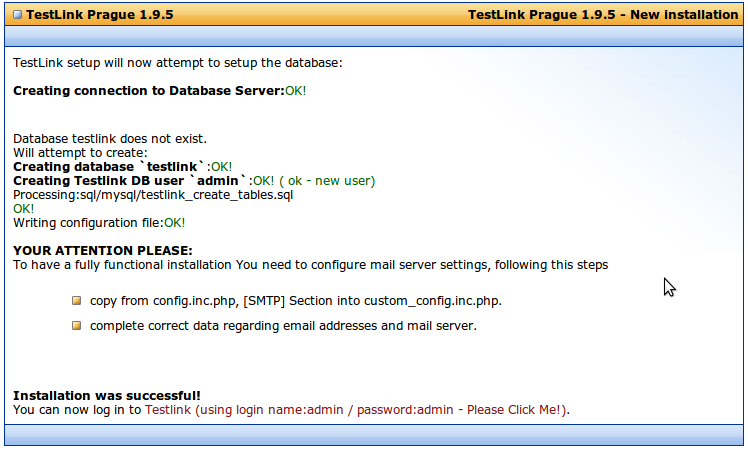 TestLink Prague 1.9.5
TestLink Prague 1.9.5 - New installation
TestLink setup will now attempt to setup the database:
Creating connection to Database Server:OK!
Database testlink does not exist.
Will attempt to create:
Creating database `testlink`:OK!
Creating Testlink DB user `admin`:OK! ( ok - new user)
Processing:sql/mysql/testlink_create_tables.sql
OK!
Writing configuration file:OK!
YOUR ATTENTION PLEASE:
To have a fully functional installation You need to configure mail server settings, following this steps
copy from config.inc.php, [SMTP] Section into custom_config.inc.php.
complete correct data regarding email addresses and mail server.
Installation was successful!
You can now log in to Testlink (using login name:admin / password:admin - Please Click Me!).